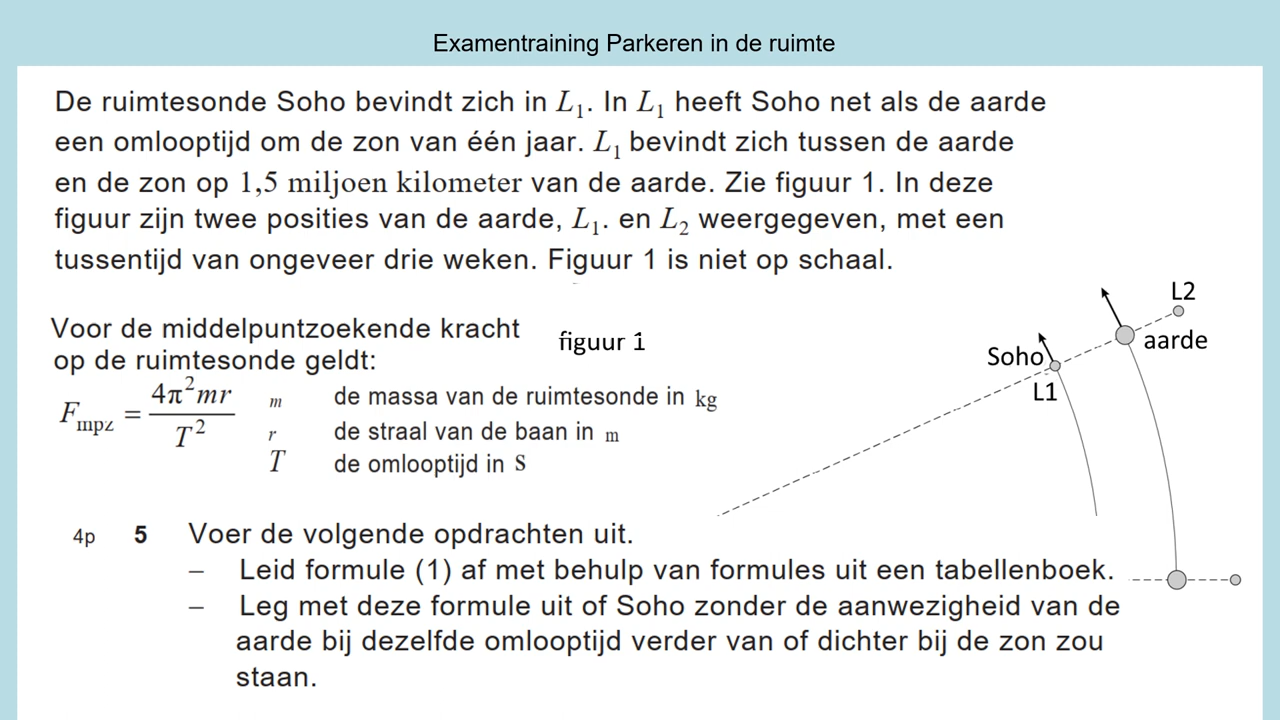 Examentraining Parkeren in de ruimte
De ruimtesonde Soho bevindt zich in L₁. In L₁ heeft Soho net als de aarde
een omlooptijd om de zon van één jaar. L₁ bevindt zich tussen de aarde
en de zon op 1,5 miljoen kilometer van de aarde. Zie figuur 1. In deze
figuur zijn twee posities van de aarde, L₁. en L₂ weergegeven, met een
tussentijd van ongeveer drie weken. Figuur 1 is niet op schaal.
Voor de middelpuntzoekende kracht
op de ruimtesonde geldt:
F_mpz = 4π²mr / T²
m de massa van de ruimtesonde in kg
r de straal van de baan in m
T de omlooptijd in S
figuur 1
L2
aarde
Soho
L1
4p 5 Voer de volgende opdrachten uit.
– Leid formule (1) af met behulp van formules uit een tabellenboek.
– Leg met deze formule uit of Soho zonder de aanwezigheid van de
aarde bij dezelfde omlooptijd verder van of dichter bij de zon zou
staan.